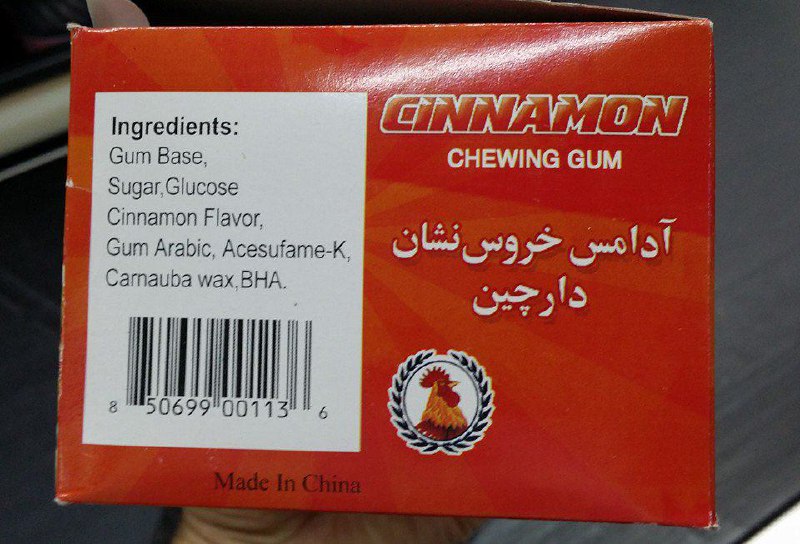 Ingredients:
Gum Base,
Sugar,Glucose
Cinnamon Flavor,
Gum Arabic, Acesufame-K,
Carnauba wax,BHA.
8 50699 00113 6
Made In China
CINNAMON
CHEWING GUM
آدامس خروس نشان
دارچین